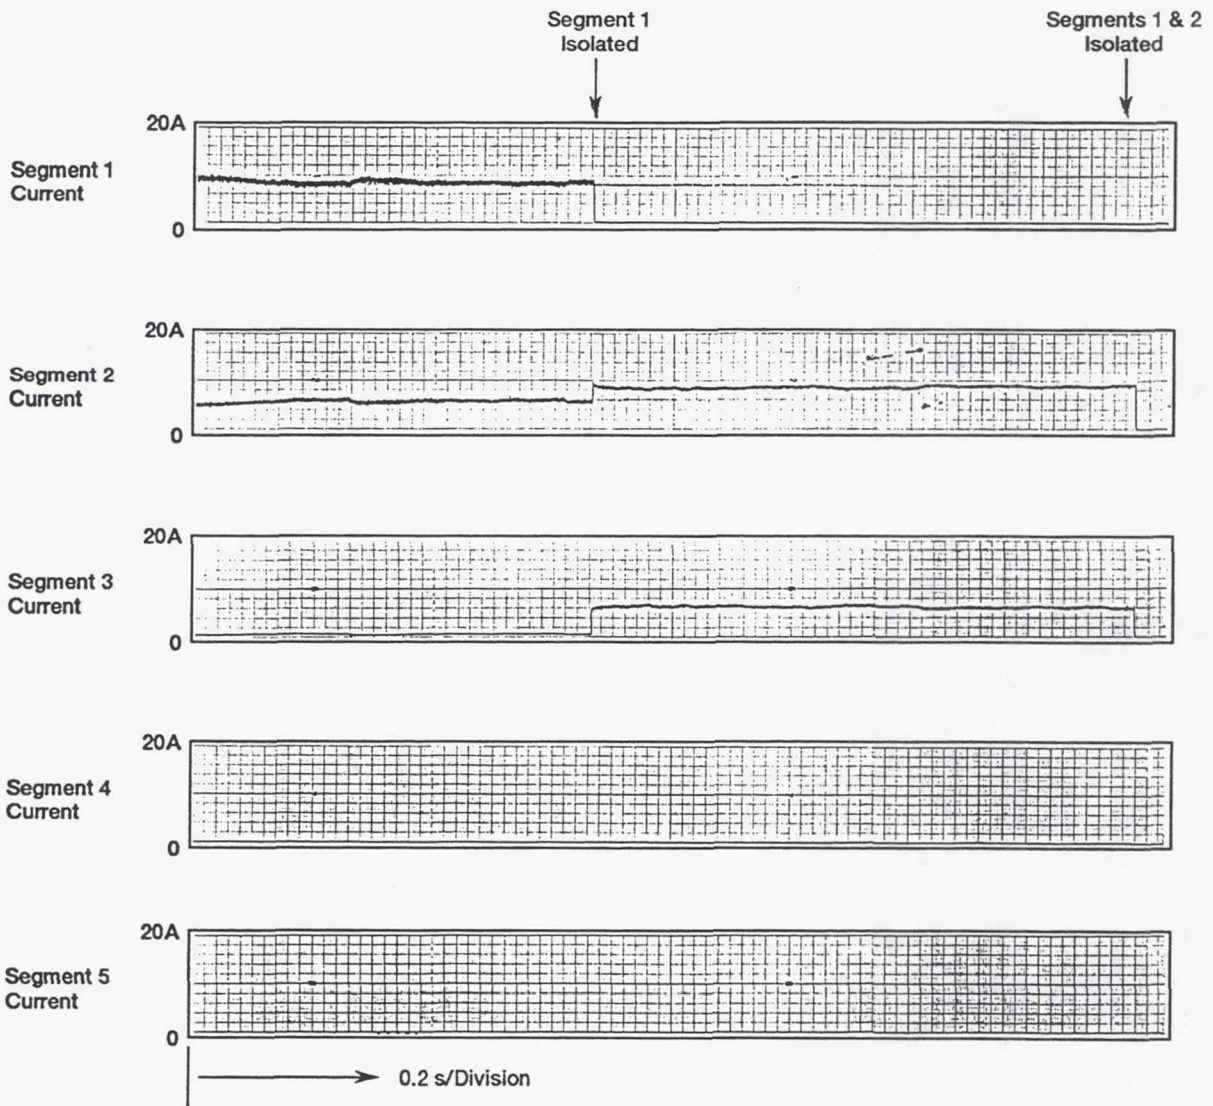 Segment 1
Isolated
Segments 1 & 2
Isolated
20A
Segment 1
Current
0
20A
Segment 2
Current
0
20A
Segment 3
Current
0
20A
Segment 4
Current
0
20A
Segment 5
Current
0
0.2 s/Division